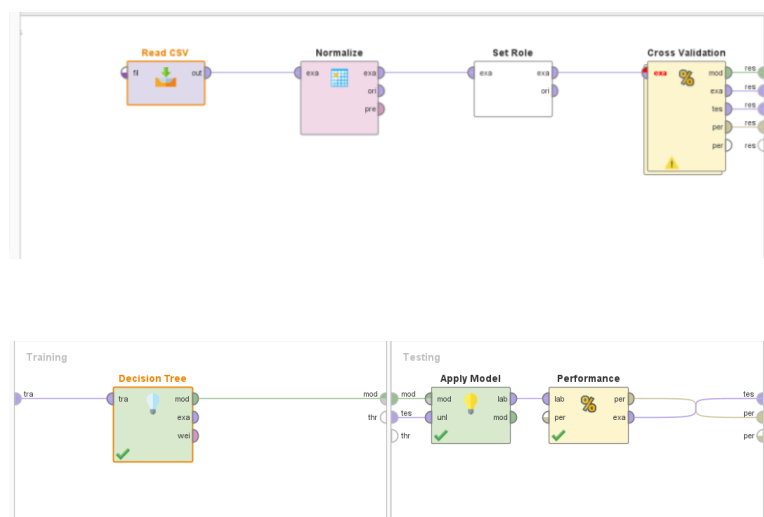 Read CSV
Normalize
Set Role
Cross Validation
fil out
exa exa
ori
pre
exa exa
ori
exa mod res
exa res
tes res
per res
per res
Training
Testing
Decision Tree
Apply Model
Performance
tra
tra mod
exa
wei
mod
thr
mod
tes
thr
mod lab
unl mod
lab per
per exa
tes
per
per